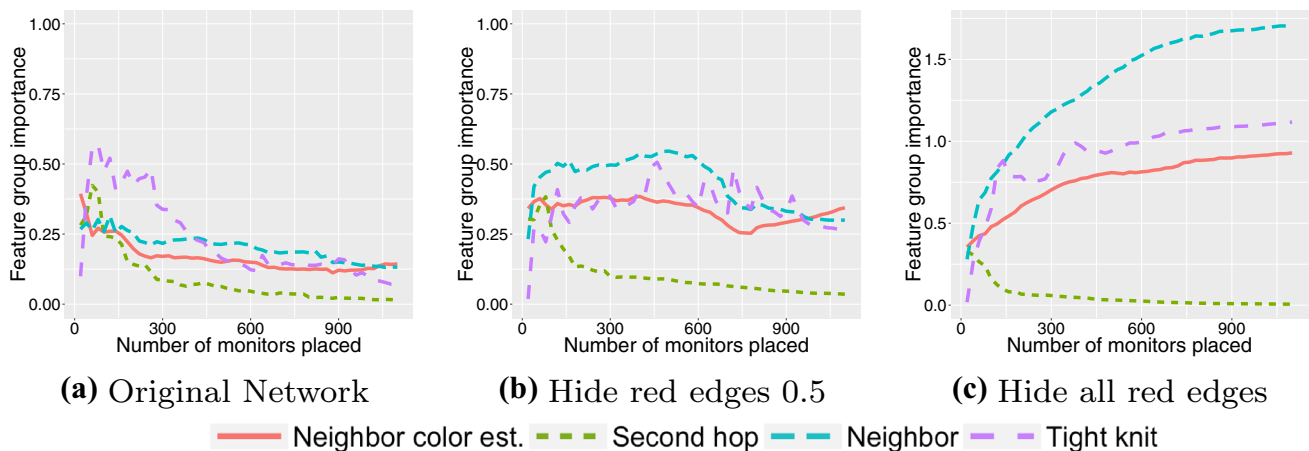 1.00
0.75
0.50
0.25
0.00
Feature group importance
0 300 600 900
Number of monitors placed
(a) Original Network
1.00
0.75
0.50
0.25
0.00
Feature group importance
0 300 600 900
Number of monitors placed
(b) Hide red edges 0.5
1.5
1.0
0.5
0.0
Feature group importance
0 300 600 900
Number of monitors placed
(c) Hide all red edges
Neighbor color est. Second hop Neighbor Tight knit